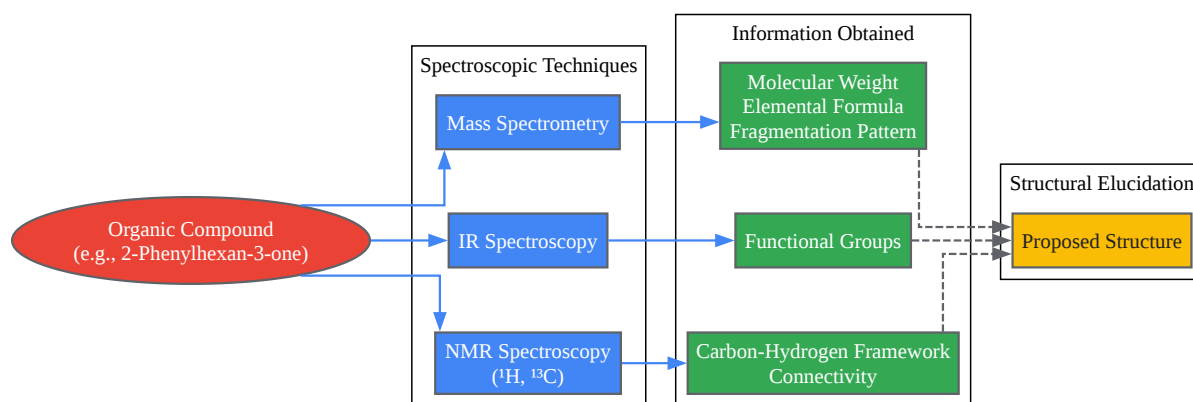 Organic Compound
(e.g., 2-Phenylhexan-3-one)
Spectroscopic Techniques
Mass Spectrometry
IR Spectroscopy
NMR Spectroscopy
(¹H, ¹³C)
Information Obtained
Molecular Weight
Elemental Formula
Fragmentation Pattern
Functional Groups
Carbon-Hydrogen Framework
Connectivity
Structural Elucidation
Proposed Structure